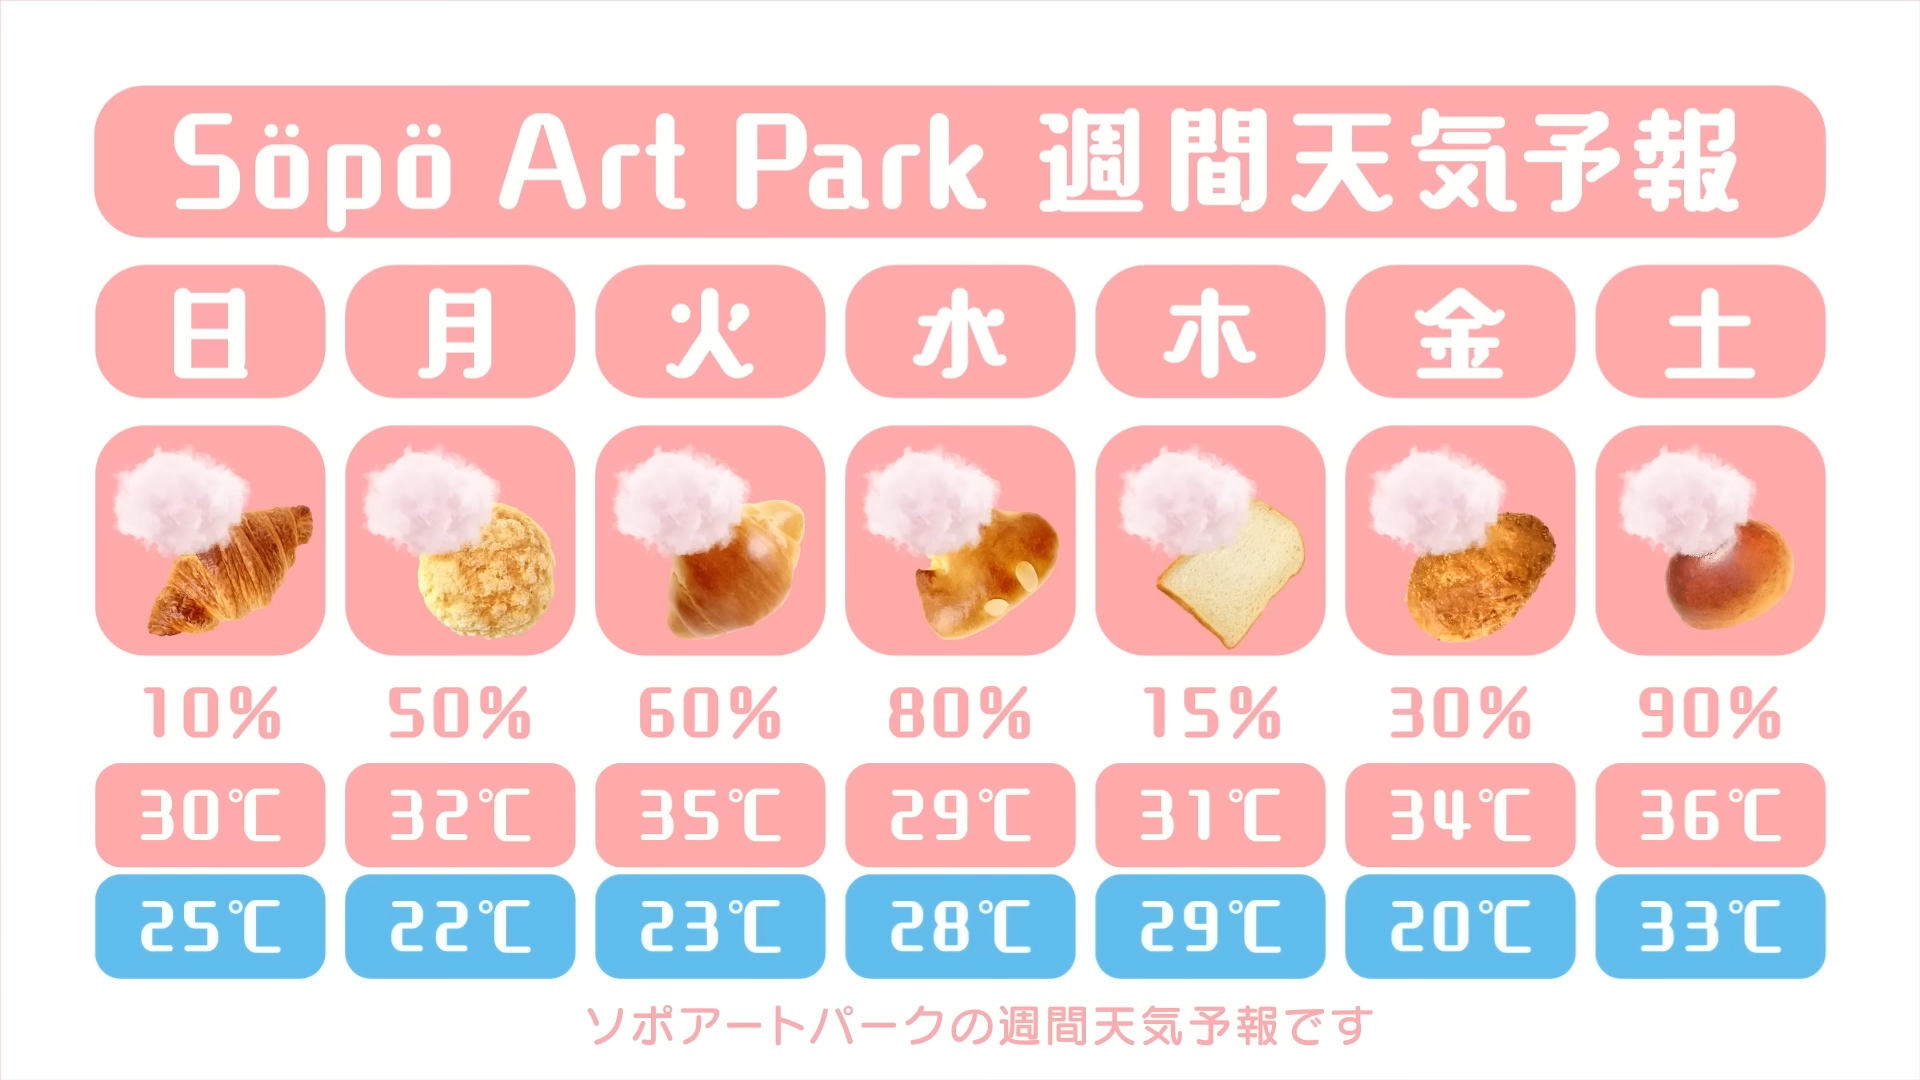 Söpö Art Park 週間天気予報
日 月 火 水 木 金 土
10% 50% 60% 80% 15% 30% 90%
30℃ 32℃ 35℃ 29℃ 31℃ 34℃ 36℃
25℃ 22℃ 23℃ 28℃ 29℃ 20℃ 33℃
ソポアートパークの週間天気予報です